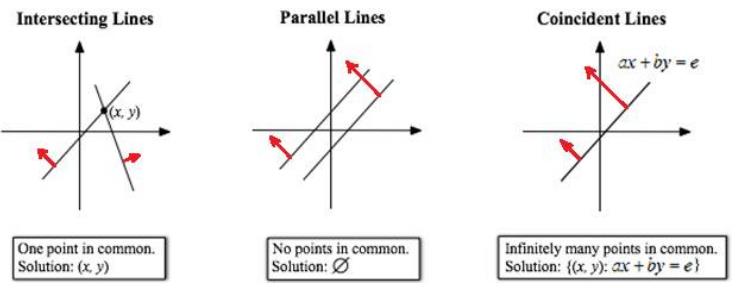 Intersecting Lines
(x, y)
One point in common.
Solution: (x, y)
Parallel Lines
No points in common.
Solution: ∅
Coincident Lines
ax + by = e
Infinitely many points in common.
Solution: {(x, y): ax + by = e}